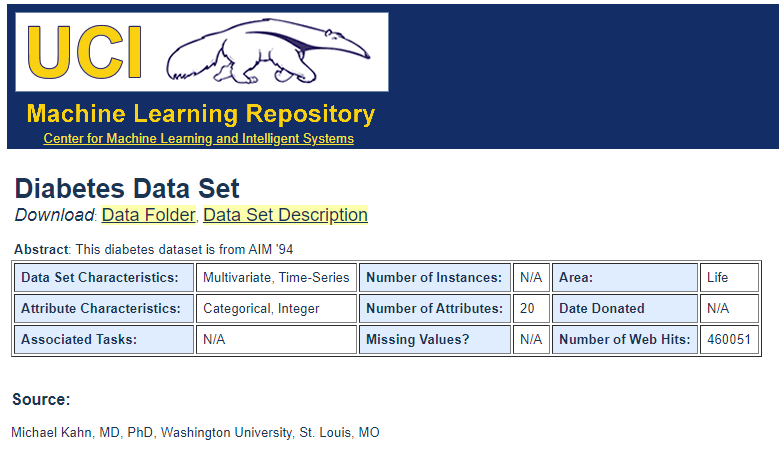 UCI
Machine Learning Repository
Center for Machine Learning and Intelligent Systems
Diabetes Data Set
Download: Data Folder, Data Set Description
Abstract: This diabetes dataset is from AIM '94
Data Set Characteristics: Multivariate, Time-Series Number of Instances: N/A Area: Life
Attribute Characteristics: Categorical, Integer Number of Attributes: 20 Date Donated N/A
Associated Tasks: N/A Missing Values? N/A Number of Web Hits: 460051
Source:
Michael Kahn, MD, PhD, Washington University, St. Louis, MO